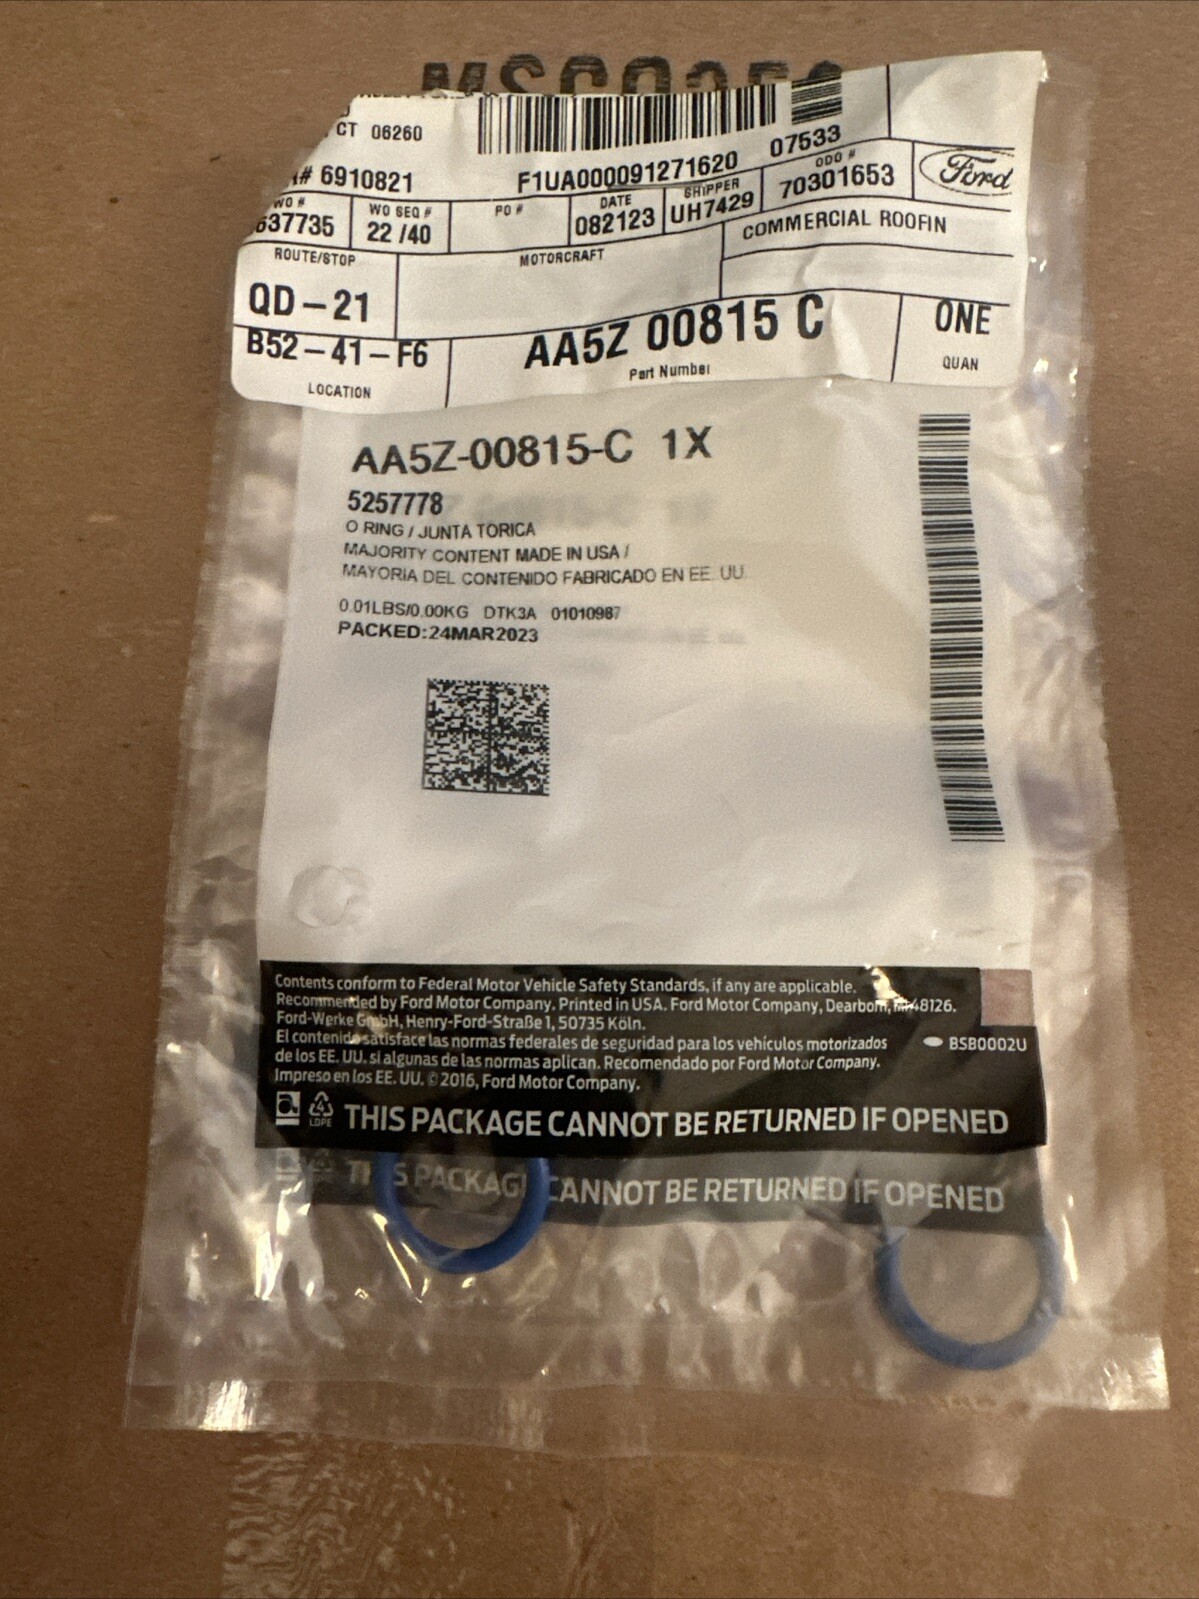 CT 06260
# 6910821
F1UA000091271620
07533
WO #
637735
WO SEQ #
22 /40
PO #
DATE
082123
SHIPPER
UH7429
ODO #
70301653
Ford
ROUTE/STOP
QD-21
MOTORCRAFT
COMMERCIAL ROOFIN
B52-41-F6
LOCATION
AA5Z 00815 C
Part Number
ONE
QUAN
AA5Z-00815-C 1X
5257778
O RING / JUNTA TORICA
MAJORITY CONTENT MADE IN USA /
MAYORIA DEL CONTENIDO FABRICADO EN EE. UU.
0.01LBS/0.00KG DTK3A 01010987
PACKED:24MAR2023
Contents conform to Federal Motor Vehicle Safety Standards, if any are applicable.
Recommended by Ford Motor Company. Printed in USA. Ford Motor Company, Dearborn, MI 48126.
Ford-Werke GmbH, Henry-Ford-Straße 1, 50735 Köln.
El contenido satisface las normas federales de seguridad para los vehículos motorizados
de los EE. UU. si algunas de las normas aplican. Recomendado por Ford Motor Company.
Impreso en los EE. UU. © 2016, Ford Motor Company.
BSB0002U
4
LDPE
THIS PACKAGE CANNOT BE RETURNED IF OPENED
THIS PACKAGE CANNOT BE RETURNED IF OPENED